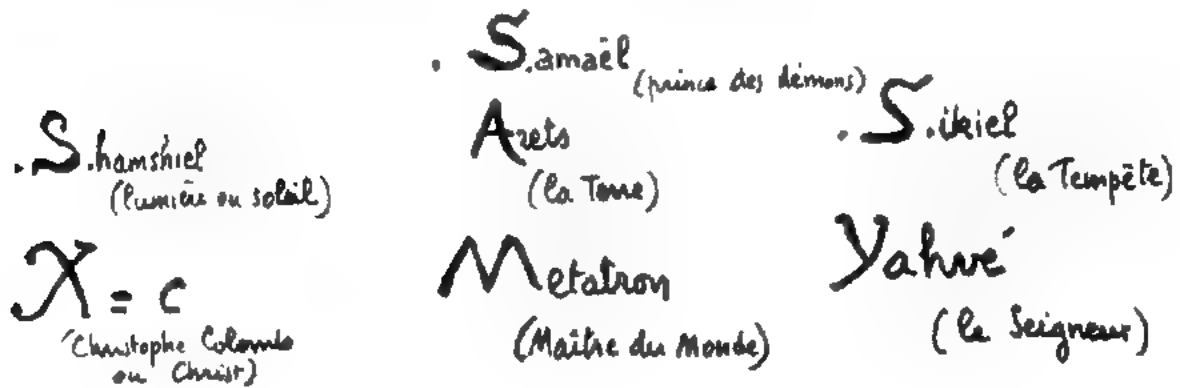 . S.amaël
(prince des démons)
. S.hamshiel
(lumière ou soleil)
Arets
(la Terre)
. S.ikiel
(la Tempête)
X = C
(Christophe Colomb
ou Christ)
Metatron
(Maître du Monde)
Yahvé
(le Seigneur)